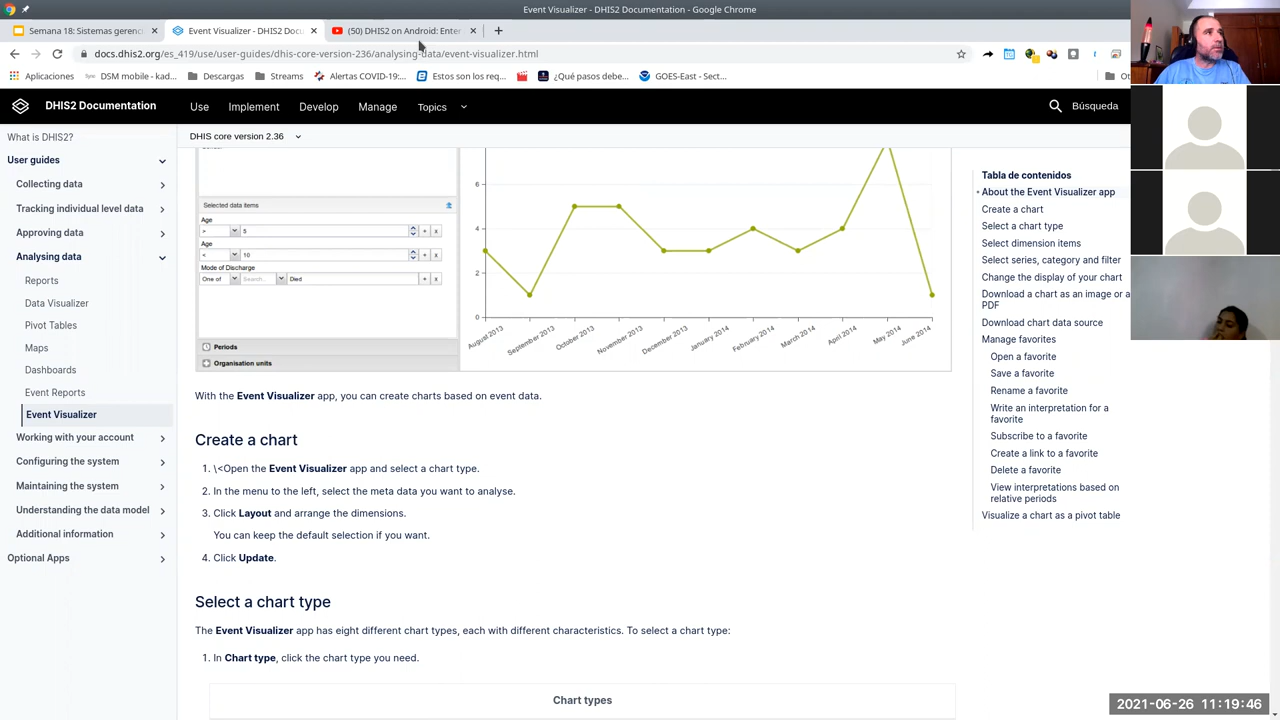 Event Visualizer - DHIS2 Documentation - Google Chrome
Semana 18: Sistemas gerenc
Event Visualizer - DHIS2 Docu
(50) DHIS2 on Android: Enter
docs.dhis2.org/es_419/use/user-guides/dhis-core-version-236/analysing-data/event-visualizer.html
Aplicaciones
DSM mobile - kad...
Descargas
Streams
Alertas COVID-19:...
Estos son los req...
¿Qué pasos debe...
GOES-East - Sect...
DHIS2 Documentation
Use
Implement
Develop
Manage
Topics
Búsqueda
What is DHIS2?
User guides
Collecting data
Tracking individual level data
Approving data
Analysing data
Reports
Data Visualizer
Pivot Tables
Maps
Dashboards
Event Reports
Event Visualizer
Working with your account
Configuring the system
Maintaining the system
Understanding the data model
Additional information
Optional Apps
DHIS core version 2.36
Selected data items
Age
> 5 + x
Age
< 10 + x
Mode of Discharge
One of Search... Died + x
Periods
Organisation units
6
4
2
0
August 2013
September 2013
October 2013
November 2013
December 2013
January 2014
February 2014
March 2014
April 2014
May 2014
June 2014
With the Event Visualizer app, you can create charts based on event data.
Create a chart
1. \<Open the Event Visualizer app and select a chart type.
2. In the menu to the left, select the meta data you want to analyse.
3. Click Layout and arrange the dimensions.
You can keep the default selection if you want.
4. Click Update.
Select a chart type
The Event Visualizer app has eight different chart types, each with different characteristics. To select a chart type:
1. In Chart type, click the chart type you need.
Chart types
Tabla de contenidos
About the Event Visualizer app
Create a chart
Select a chart type
Select dimension items
Select series, category and filter
Change the display of your chart
Download a chart as an image or a
PDF
Download chart data source
Manage favorites
Open a favorite
Save a favorite
Rename a favorite
Write an interpretation for a
favorite
Subscribe to a favorite
Create a link to a favorite
Delete a favorite
View interpretations based on
relative periods
Visualize a chart as a pivot table
2021-06-26 11:19:46